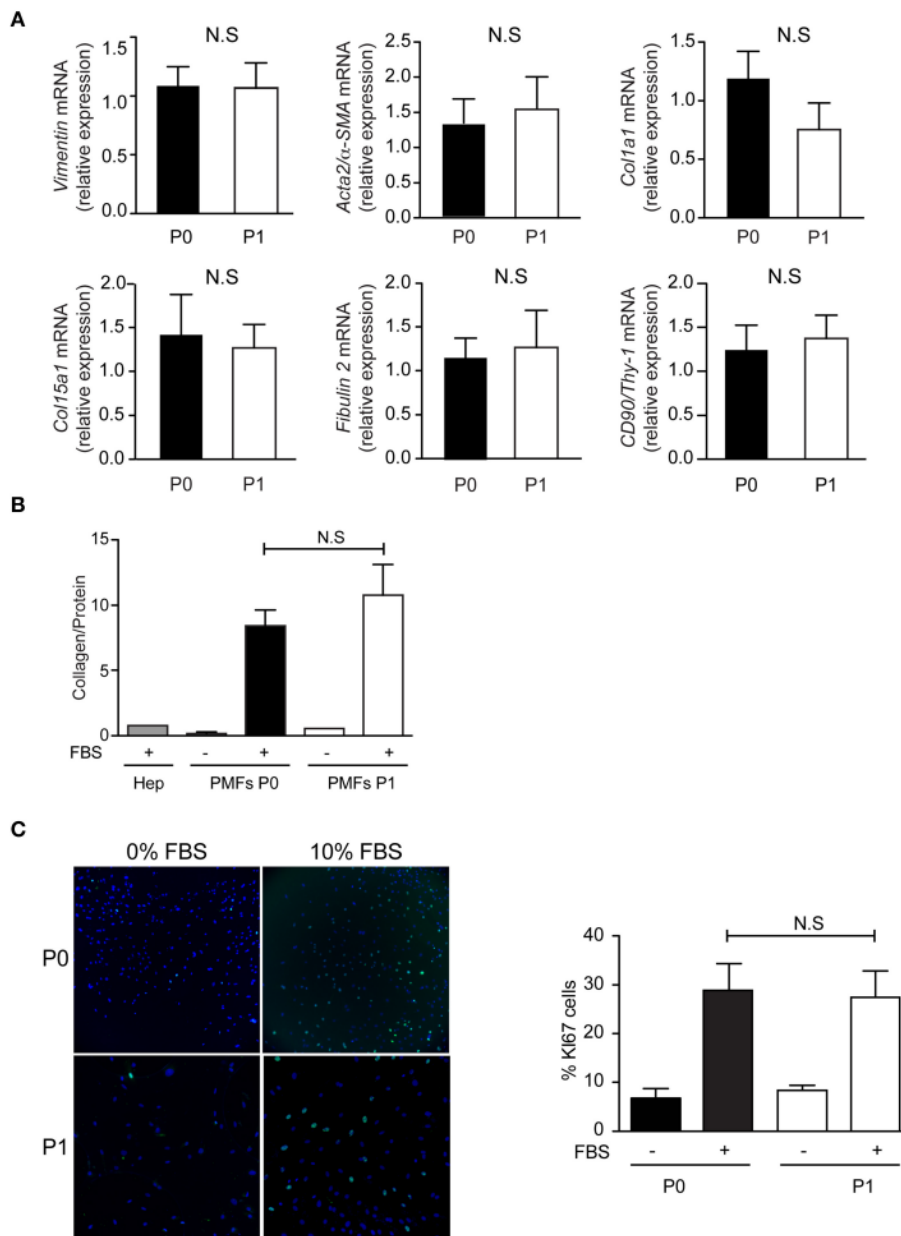 A
N.S
Vimentin mRNA
(relative expression)
1.5
1.0
0.5
0.0
P0 P1
N.S
Acta2/α-SMA mRNA
(relative expression)
2.5
2.0
1.5
1.0
0.5
0.0
P0 P1
N.S
Col1a1 mRNA
(relative expression)
1.5
1.0
0.5
0.0
P0 P1
N.S
Col15a1 mRNA
(relative expression)
2.0
1.5
1.0
0.5
0.0
P0 P1
N.S
Fibulin 2 mRNA
(relative expression)
2.0
1.5
1.0
0.5
0.0
P0 P1
N.S
CD90/Thy-1 mRNA
(relative expression)
2.0
1.5
1.0
0.5
0.0
P0 P1
B
N.S
Collagen/Protein
15
10
5
0
FBS + - + - +
Hep PMFs P0 PMFs P1
C
0% FBS 10% FBS
P0
P1
N.S
% KI67 cells
40
30
20
10
0
FBS - + - +
P0 P1